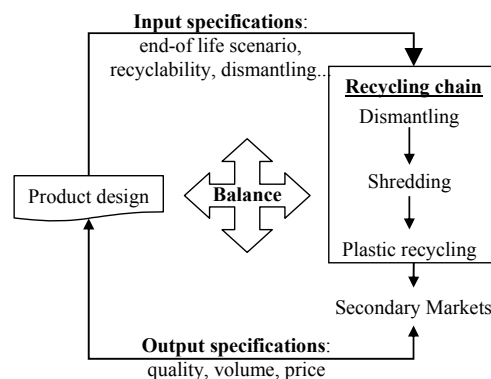 Input specifications:
end-of life scenario,
recyclability, dismantling...
Recycling chain
Dismantling
Shredding
Plastic recycling
Product design
Balance
Secondary Markets
Output specifications:
quality, volume, price